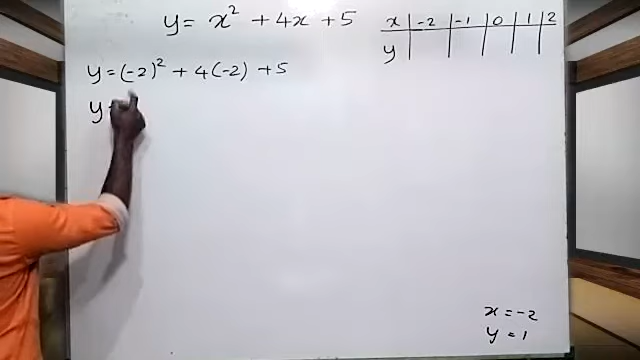 y = x² + 4x + 5
x -2 -1 0 1 2
y
y = (-2)² + 4(-2) + 5
y =
x = -2
y = 1